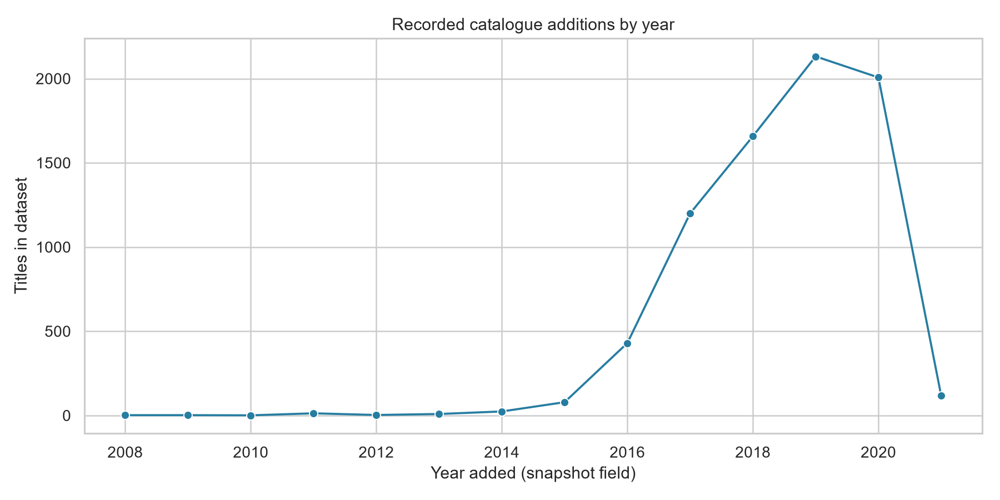 Recorded catalogue additions by year
Titles in dataset
2000
1500
1000
500
0
2008 2010 2012 2014 2016 2018 2020
Year added (snapshot field)